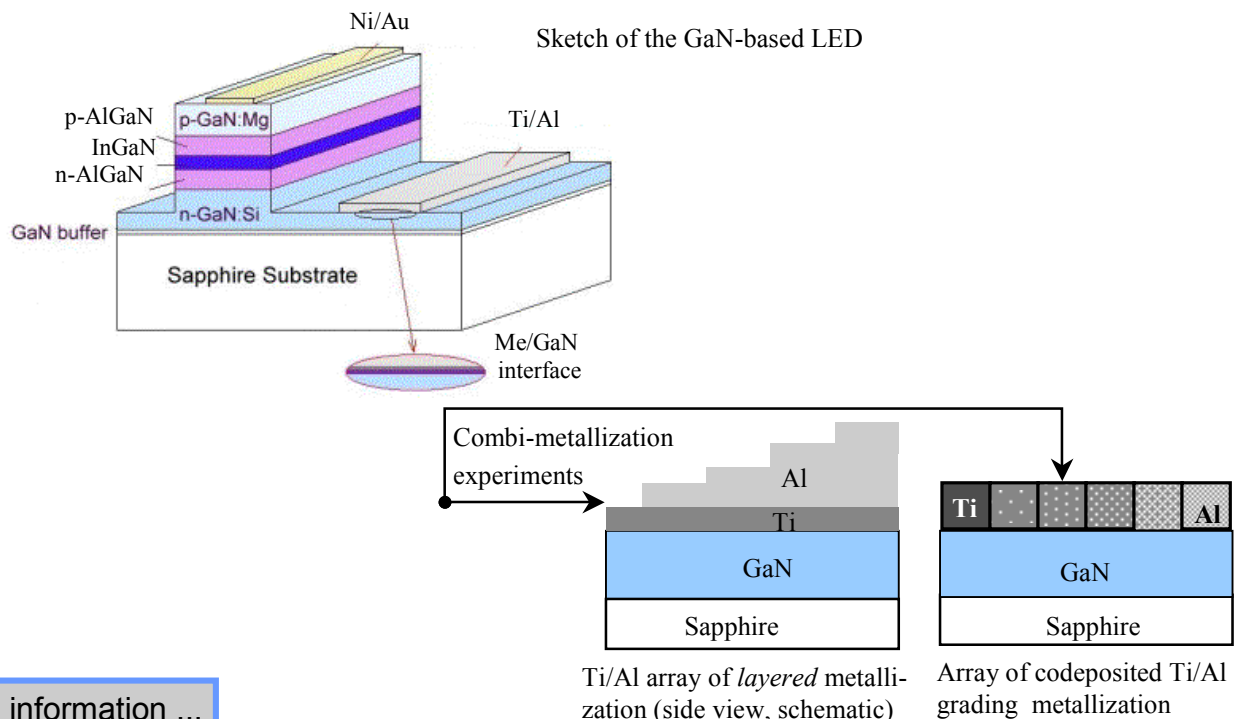 Ni/Au
Sketch of the GaN-based LED
p-AlGaN
p-GaN:Mg
Ti/Al
InGaN
n-AlGaN
n-GaN:Si
GaN buffer
Sapphire Substrate
Me/GaN
interface
Combi-metallization
experiments
Al
Ti
GaN
Sapphire
Ti/Al array of layered metalli-
zation (side view, schematic)
Ti
Al
GaN
Sapphire
Array of codeposited Ti/Al
grading metallization
information ...